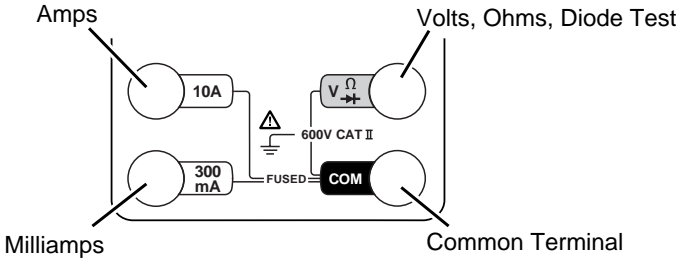 Amps
Volts, Ohms, Diode Test
10A
V Ω
600V CAT II
300
mA
FUSED
COM
Milliamps
Common Terminal